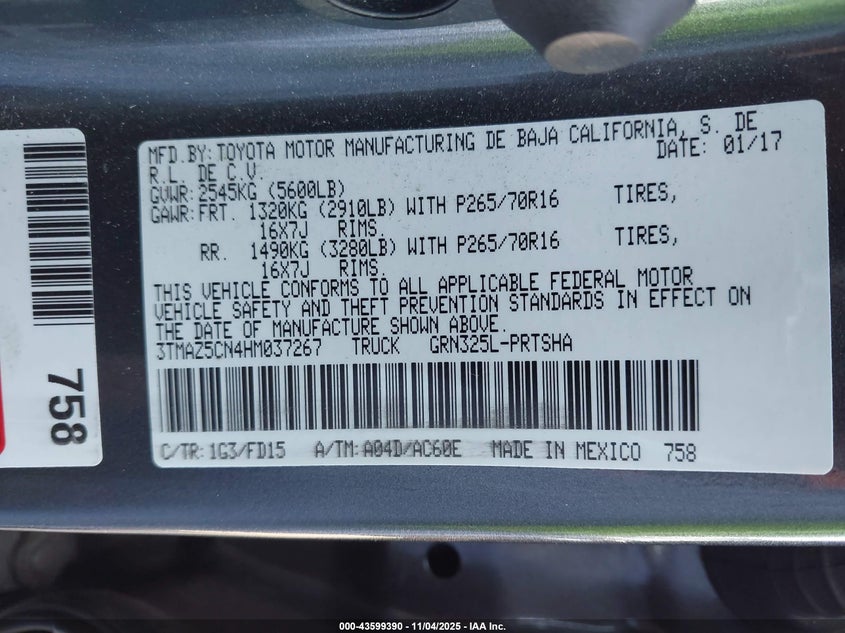 MFD.BY: TOYOTA MOTOR MANUFACTURING DE BAJA CALIFORNIA, S. DE
R.L. DE C.V. DATE: 01/17
GVWR: 2545KG (5600LB)
GAWR: FRT. 1320KG (2910LB) WITH P265/70R16 TIRES,
16X7J RIMS.
RR. 1490KG (3280LB) WITH P265/70R16 TIRES,
16X7J RIMS.
THIS VEHICLE CONFORMS TO ALL APPLICABLE FEDERAL MOTOR
VEHICLE SAFETY AND THEFT PREVENTION STANDARDS IN EFFECT ON
THE DATE OF MANUFACTURE SHOWN ABOVE.
3TMAZ5CN4HM037267 TRUCK GRN325L-PRTSHA
C/TR: 1G3/FD15 A/TM: A04D/AC60E MADE IN MEXICO 758
758
000-43599390 - 11/04/2025 - IAA Inc.